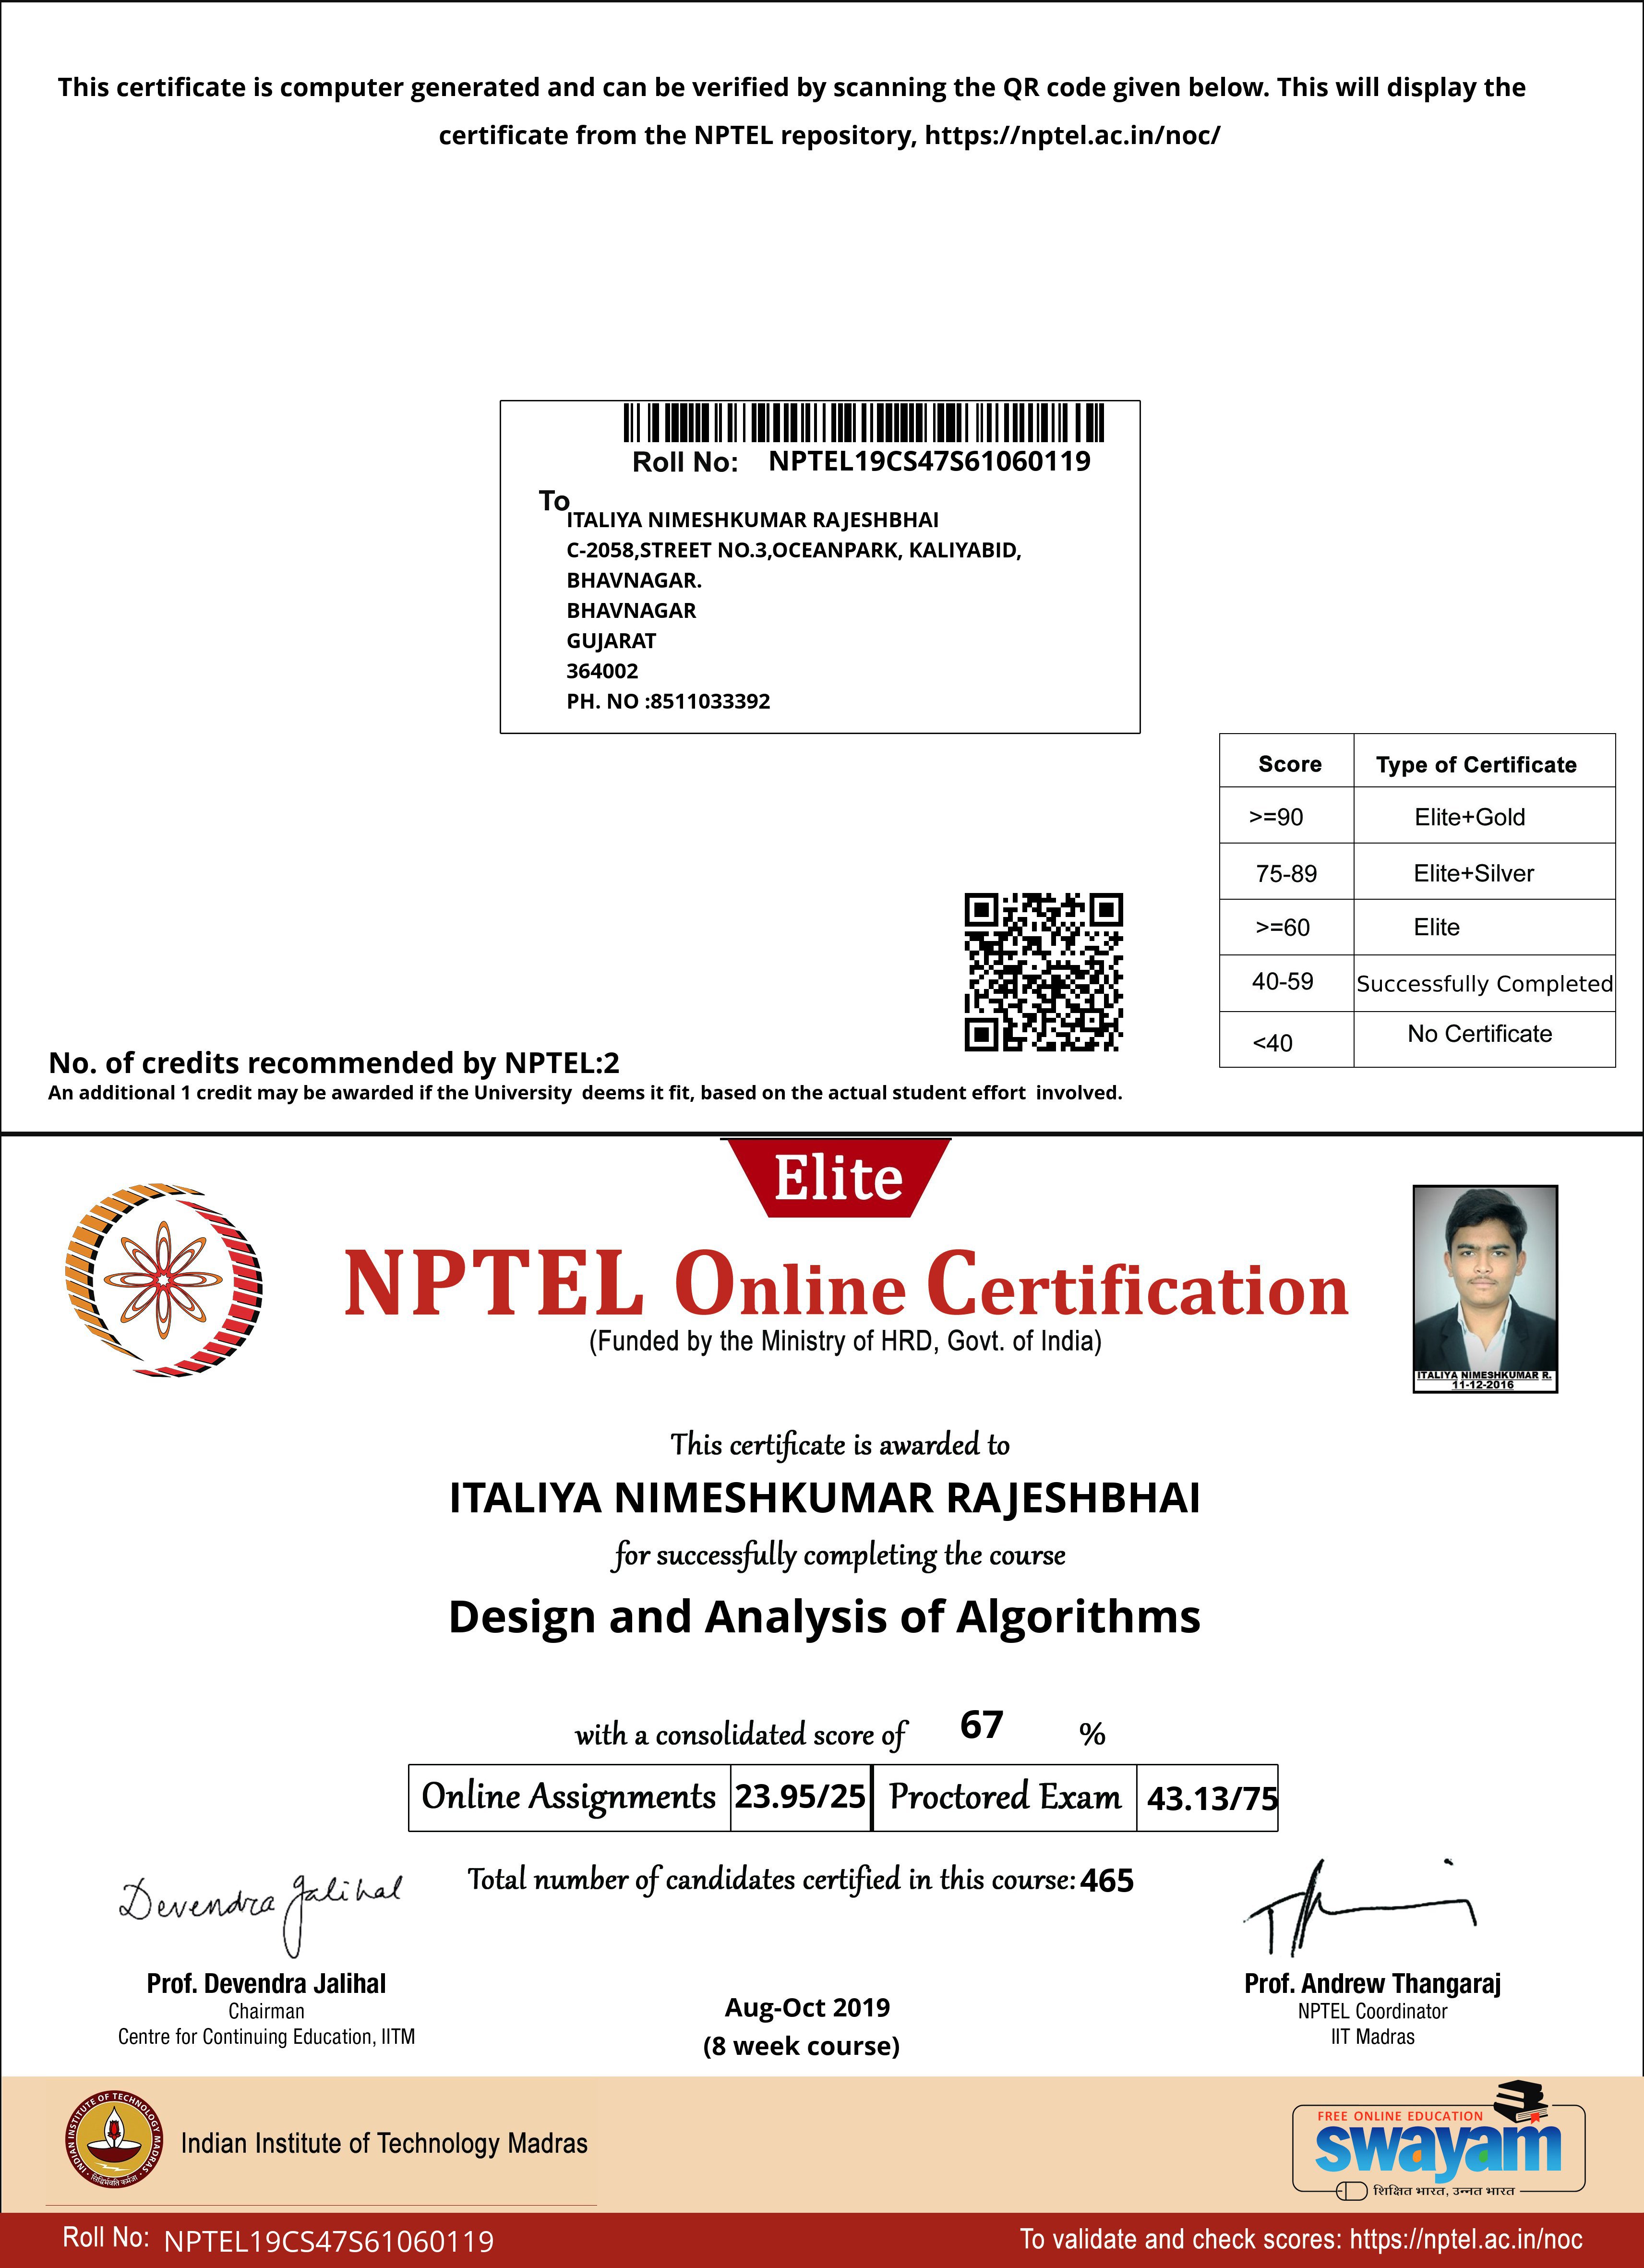 This certificate is computer generated and can be verified by scanning the QR code given below. This will display the
certificate from the NPTEL repository, https://nptel.ac.in/noc/
Roll No: NPTEL19CS47S61060119
To
ITALIYA NIMESHKUMAR RAJESHBHAI
C-2058,STREET NO.3,OCEANPARK, KALIYABID,
BHAVNAGAR.
BHAVNAGAR
GUJARAT
364002
PH. NO :8511033392
Score Type of Certificate
>=90 Elite+Gold
75-89 Elite+Silver
>=60 Elite
40-59 Successfully Completed
<40 No Certificate
No. of credits recommended by NPTEL:2
An additional 1 credit may be awarded if the University deems it fit, based on the actual student effort involved.
Elite
NPTEL Online Certification
(Funded by the Ministry of HRD, Govt. of India)
ITALIYA NIMESHKUMAR R.
11-12-2016
This certificate is awarded to
ITALIYA NIMESHKUMAR RAJESHBHAI
for successfully completing the course
Design and Analysis of Algorithms
with a consolidated score of 67 %
Online Assignments 23.95/25 Proctored Exam 43.13/75
Total number of candidates certified in this course: 465
Devendra Jalihal
Prof. Devendra Jalihal
Chairman
Centre for Continuing Education, IITM
Aug-Oct 2019
(8 week course)
Prof. Andrew Thangaraj
NPTEL Coordinator
IIT Madras
INDIAN INSTITUTE OF TECHNOLOGY MADRAS
सिद्धिर्भवति कर्मजा
Indian Institute of Technology Madras
FREE ONLINE EDUCATION
swayam
शिक्षित भारत, उन्नत भारत
Roll No: NPTEL19CS47S61060119
To validate and check scores: https://nptel.ac.in/noc